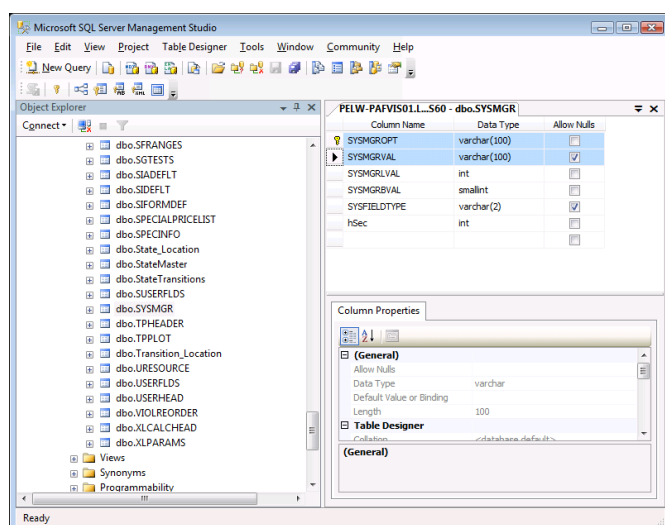 Microsoft SQL Server Management Studio
File Edit View Project Table Designer Tools Window Community Help
New Query
Object Explorer
Connect
dbo.SFRANGES
dbo.SGTESTS
dbo.SIADEFLT
dbo.SIDEFLT
dbo.SIFORMDEF
dbo.SPECIALPRICELIST
dbo.SPECINFO
dbo.State_Location
dbo.StateMaster
dbo.StateTransitions
dbo.SUSERFLDS
dbo.SYSMGR
dbo.TPHEADER
dbo.TPPLOT
dbo.Transition_Location
dbo.URESOURCE
dbo.USERFLDS
dbo.USERHEAD
dbo.VIOLREORDER
dbo.XLCALCHEAD
dbo.XLPARAMS
Views
Synonyms
Programmability
PELW-PAFVIS01.I...S60 - dbo.SYSMGR
Column Name Data Type Allow Nulls
SYSMGROPT varchar(100)
SYSMGRVAL varchar(100)
SYSMGRLVAL int
SYSMGRBVAL smallint
SYSFIELDTYPE varchar(2)
hSec int
Column Properties
(General)
Allow Nulls
Data Type varchar
Default Value or Binding
Length 100
Table Designer
Collation <database default>
(General)
Ready